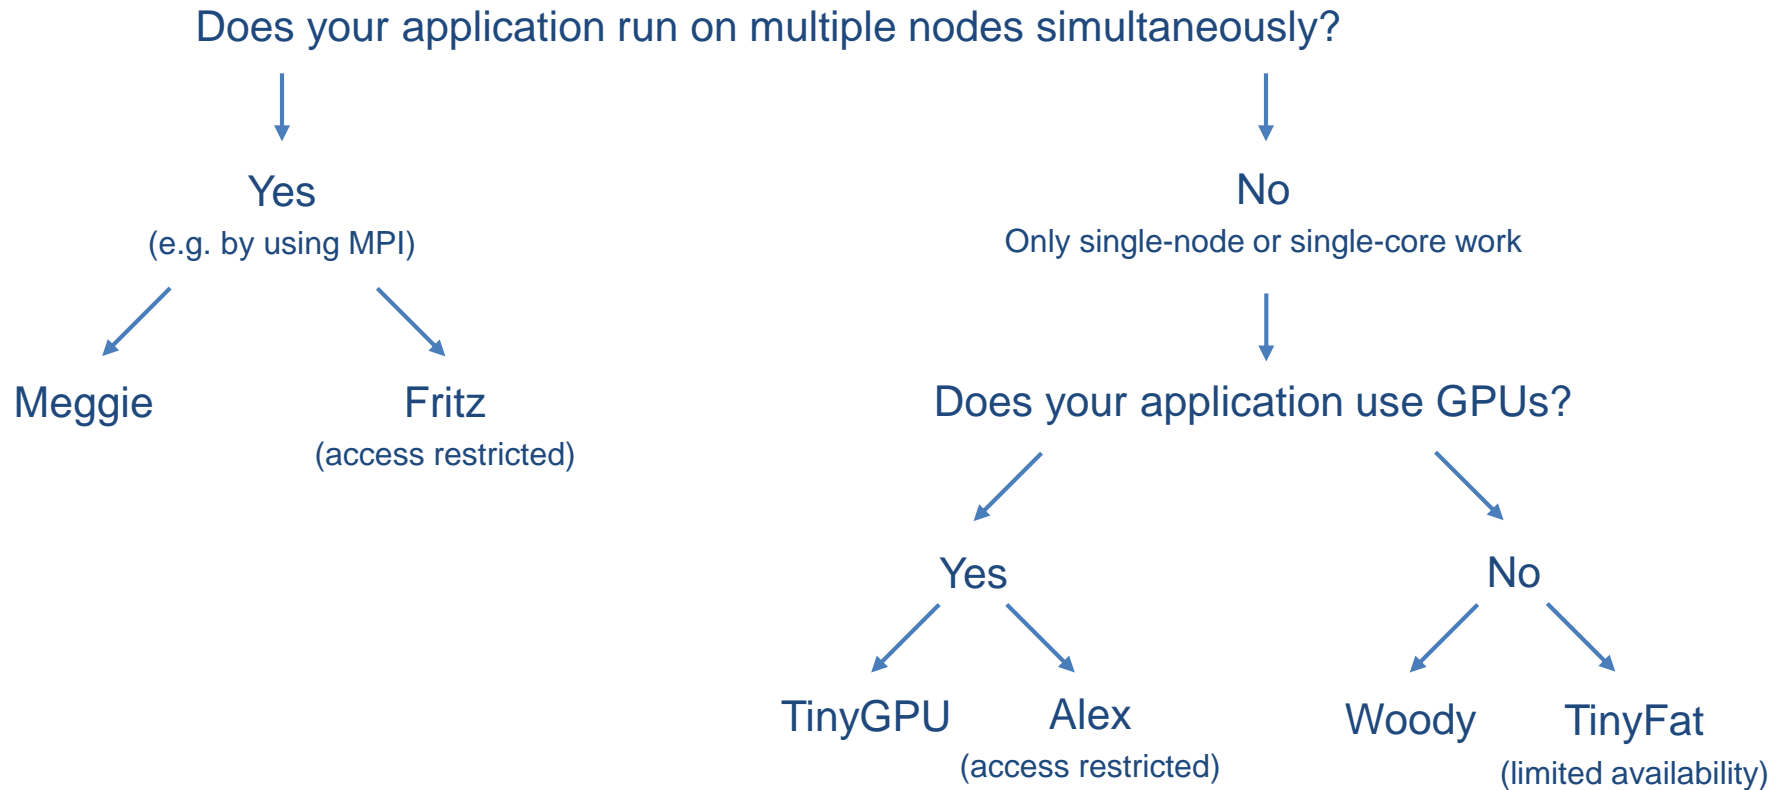 Does your application run on multiple nodes simultaneously?
Yes
(e.g. by using MPI)
No
Only single-node or single-core work
Meggie
Fritz
(access restricted)
Does your application use GPUs?
Yes
No
TinyGPU
Alex
(access restricted)
Woody
TinyFat
(limited availability)